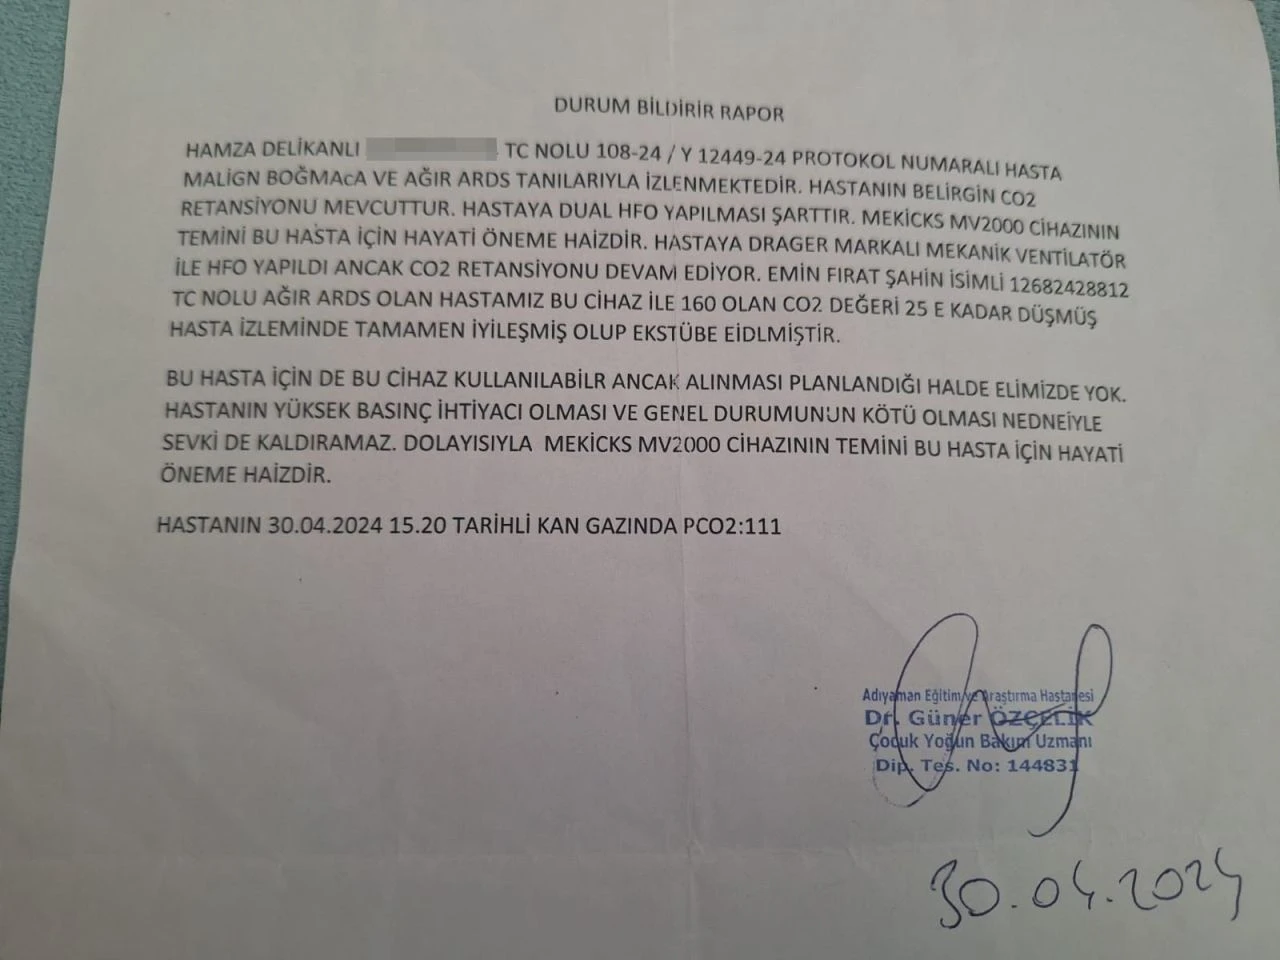 DURUM BİLDİRİR RAPOR
HAMZA DELİKANLI TC NOLU 108-24 / Y 12449-24 PROTOKOL NUMARALI HASTA
MALİGN BOĞMAcA VE AĞIR ARDS TANILARIYLA İZLENMEKTEDİR. HASTANIN BELİRGİN CO2
RETANSİYONU MEVCUTTUR. HASTAYA DUAL HFO YAPILMASI ŞARTTIR. MEKİCKS MV2000 CİHAZININ
TEMİNİ BU HASTA İÇİN HAYATİ ÖNEME HAİZDİR. HASTAYA DRAGER MARKALI MEKANİK VENTİLATÖR
İLE HFO YAPILDI ANCAK CO2 RETANSİYONU DEVAM EDİYOR. EMİN FIRAT ŞAHİN İSİMLİ 12682428812
TC NOLU AĞIR ARDS OLAN HASTAMIZ BU CİHAZ İLE 160 OLAN CO2 DEĞERİ 25 E KADAR DÜŞMÜŞ
HASTA İZLEMİNDE TAMAMEN İYİLEŞMİŞ OLUP EKSTÜBE EİDLMİŞTİR.
BU HASTA İÇİN DE BU CİHAZ KULLANILABİLR ANCAK ALINMASI PLANLANDIĞI HALDE ELİMİZDE YOK.
HASTANIN YÜKSEK BASINÇ İHTİYACI OLMASI VE GENEL DURUMUNUN KÖTÜ OLMASI NEDNEİYLE
SEVKİ DE KALDIRAMAZ. DOLAYISIYLA MEKİCKS MV2000 CİHAZININ TEMİNİ BU HASTA İÇİN HAYATİ
ÖNEME HAİZDİR.
HASTANIN 30.04.2024 15.20 TARİHLİ KAN GAZINDA PCO2:111
Adıyaman Eğitim ve Araştırma Hastanesi
Dr. Güner ÖZÇELİK
Çocuk Yoğun Bakım Uzmanı
Dip. Tes. No: 144831
30.04.2024